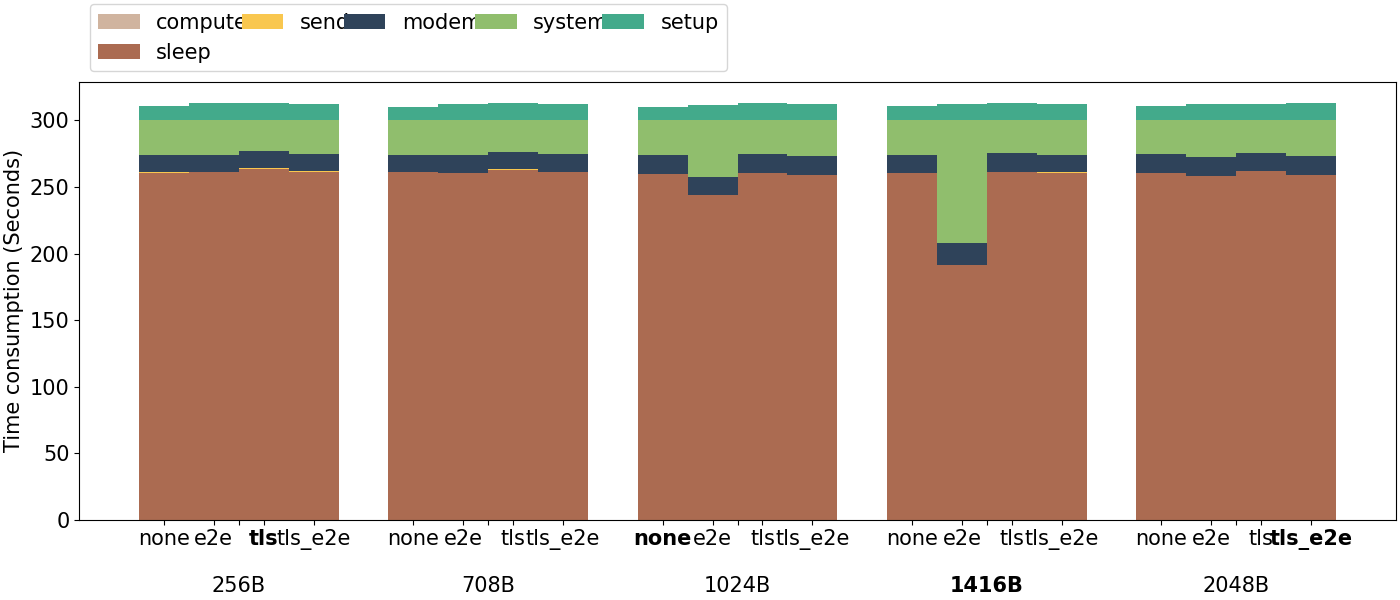 compute send modem system setup
sleep
Time consumption (Seconds)
300
250
200
150
100
50
0
none e2e tls tls_e2e none e2e tls tls_e2e none e2e tls tls_e2e none e2e tls tls_e2e none e2e tls tls_e2e
256B 708B 1024B 1416B 2048B